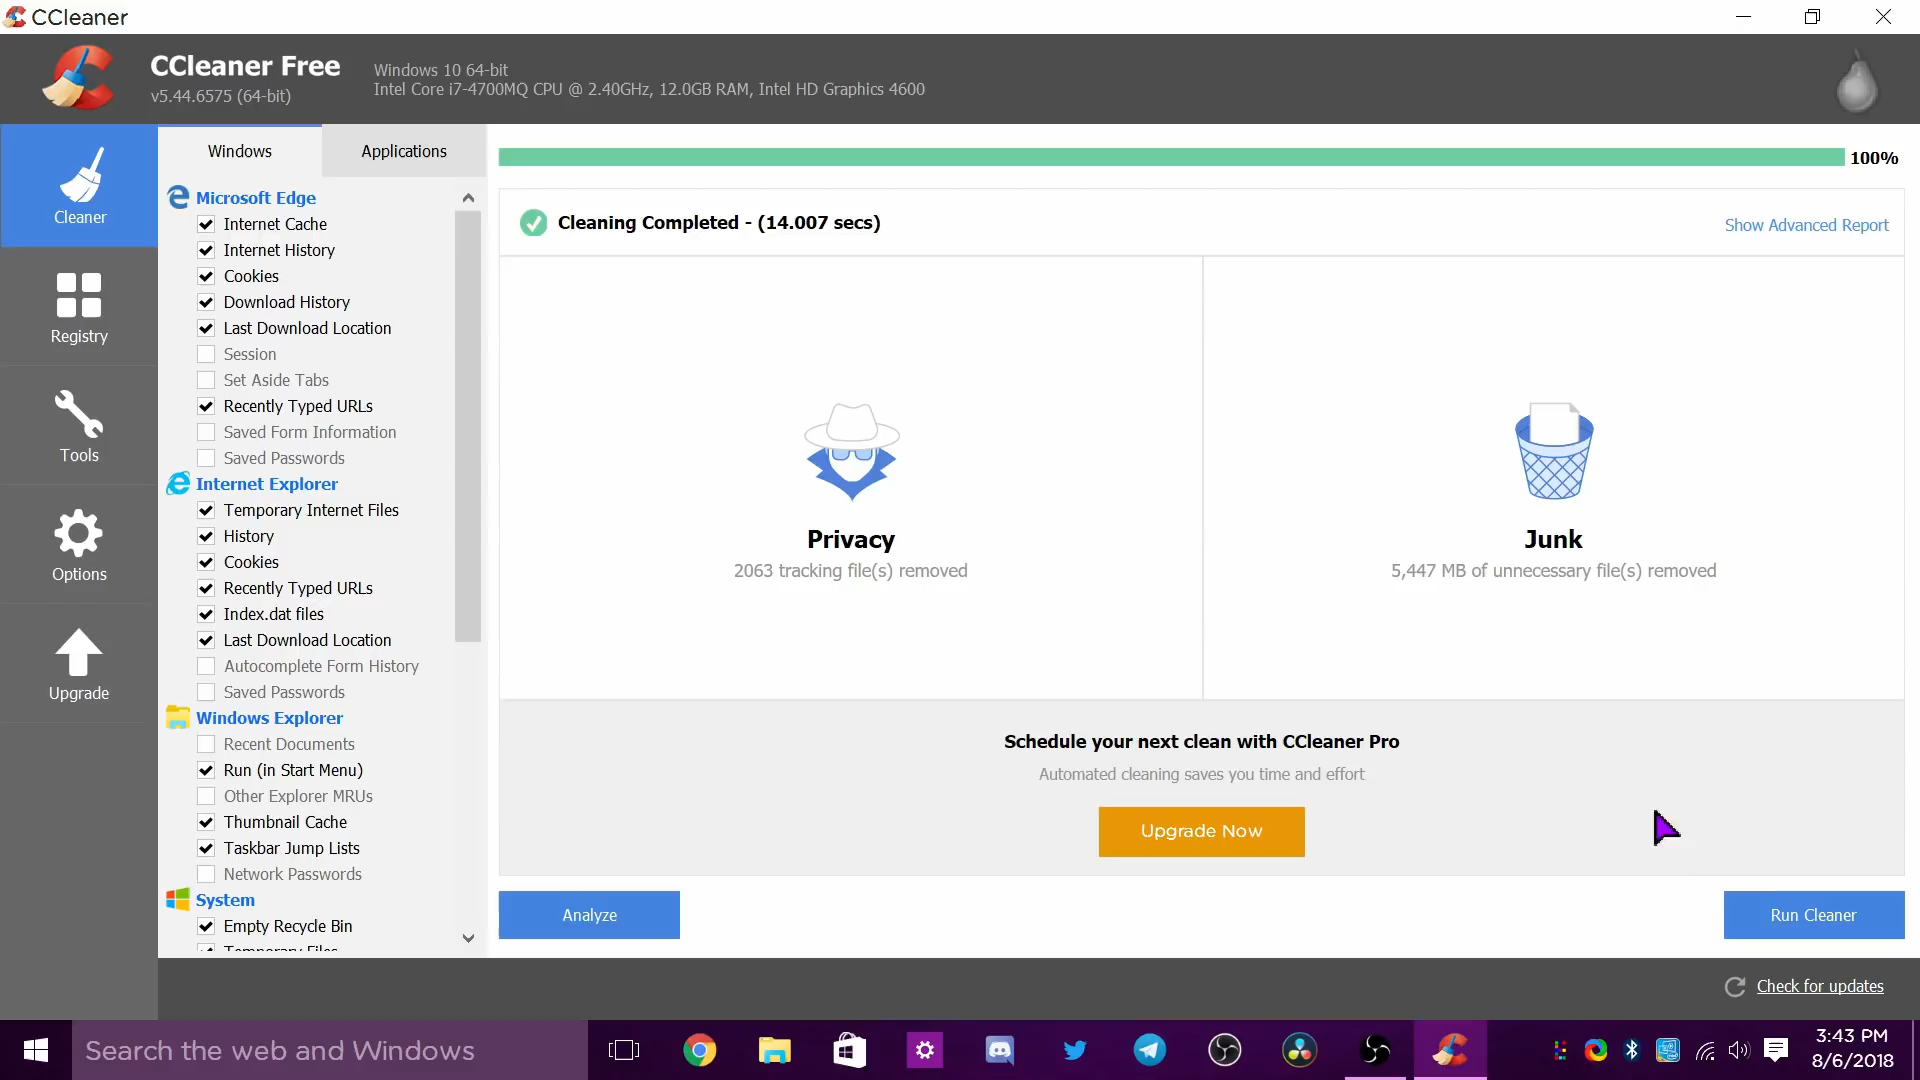 CCleaner
CCleaner Free
v5.44.6575 (64-bit)
Windows 10 64-bit
Intel Core i7-4700MQ CPU @ 2.40GHz, 12.0GB RAM, Intel HD Graphics 4600
Cleaner
Registry
Tools
Options
Upgrade
Windows
Applications
Microsoft Edge
Internet Cache
Internet History
Cookies
Download History
Last Download Location
Session
Set Aside Tabs
Recently Typed URLs
Saved Form Information
Saved Passwords
Internet Explorer
Temporary Internet Files
History
Cookies
Recently Typed URLs
Index.dat files
Last Download Location
Autocomplete Form History
Saved Passwords
Windows Explorer
Recent Documents
Run (in Start Menu)
Other Explorer MRUs
Thumbnail Cache
Taskbar Jump Lists
Network Passwords
System
Empty Recycle Bin
Temporary Files
100%
Cleaning Completed - (14.007 secs)
Show Advanced Report
Privacy
2063 tracking file(s) removed
Junk
5,447 MB of unnecessary file(s) removed
Schedule your next clean with CCleaner Pro
Automated cleaning saves you time and effort
Upgrade Now
Analyze
Run Cleaner
Check for updates
Search the web and Windows
3:43 PM
8/6/2018